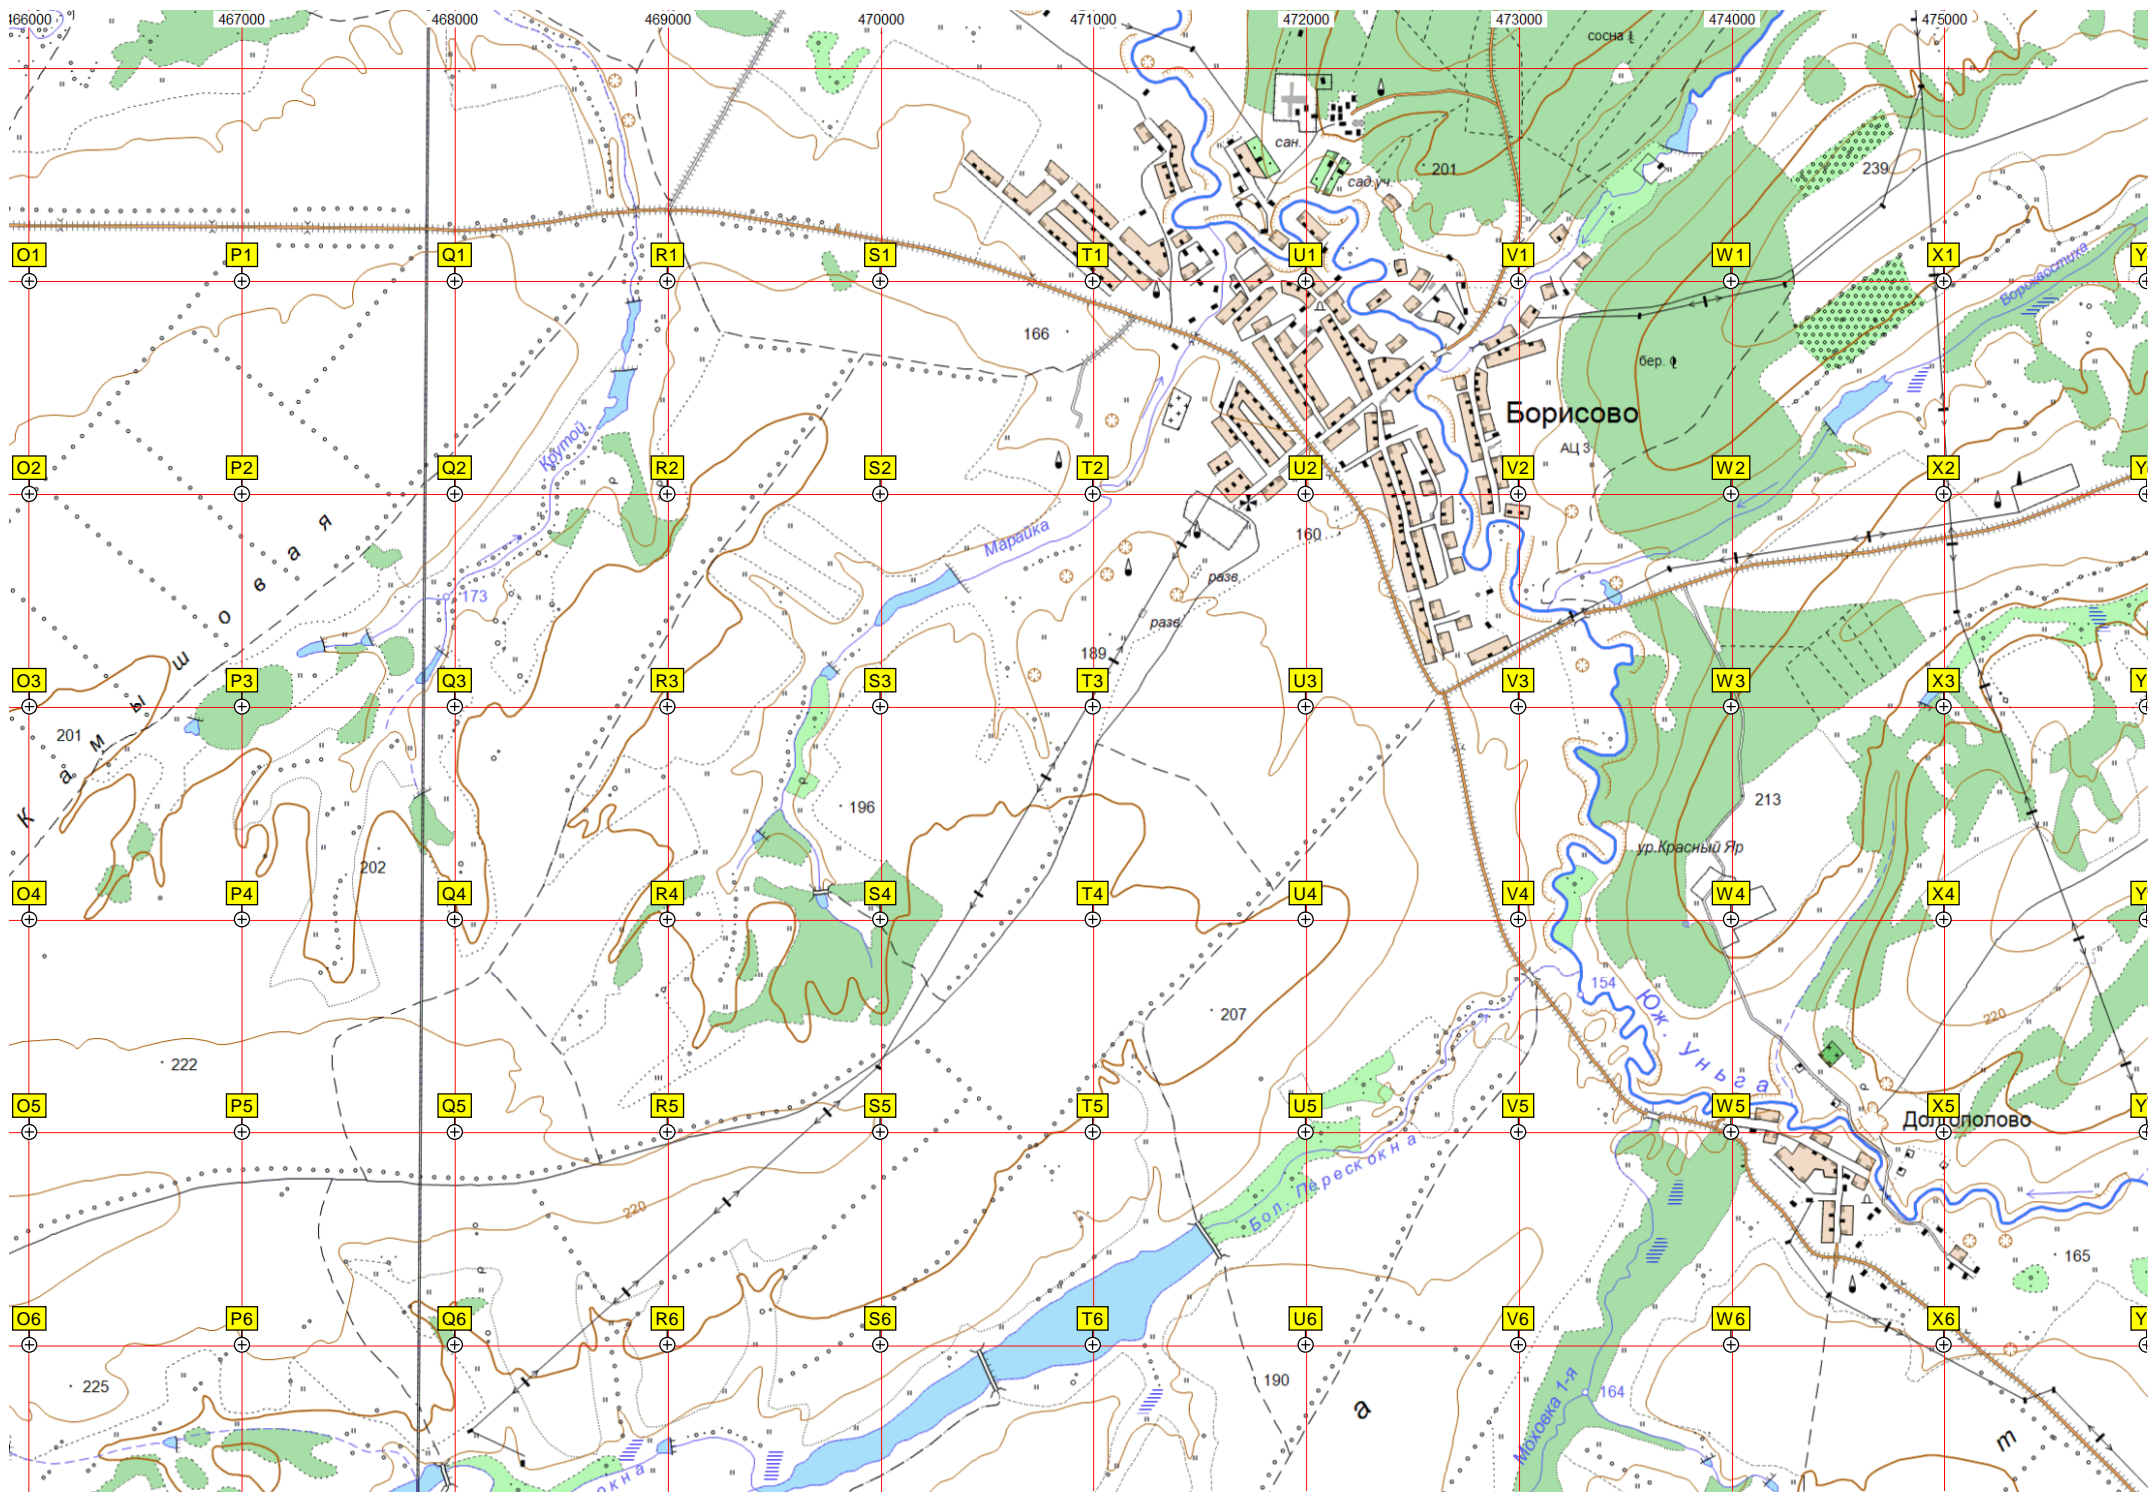 466000 467000 468000 469000 470000 471000 472000 473000 474000 475000
сосна
сан.
201
сад.уч.
239
O1 P1 Q1 R1 S1 T1 U1 V1 W1 X1
Ворохвостиха
166
бер.
Борисово
АЦ 3
Крутой
O2 P2 Q2 R2 S2 T2 U2 V2 W2 X2
Марайка
160
разв.
173
разв.
189
O3 P3 Q3 R3 S3 T3 U3 V3 W3 X3
201
Камышовая
196
213
ур.Красный Яр
202
O4 P4 Q4 R4 S4 T4 U4 V4 W4 X4
154
Юж. Уньга
207
220
222
O5 P5 Q5 R5 S5 T5 U5 V5 W5 X5
Долгополово
Бол. Перескокна
220
165
O6 P6 Q6 R6 S6 T6 U6 V6 W6 X6
225
190
164
Моховка 1-я
а
т
окна